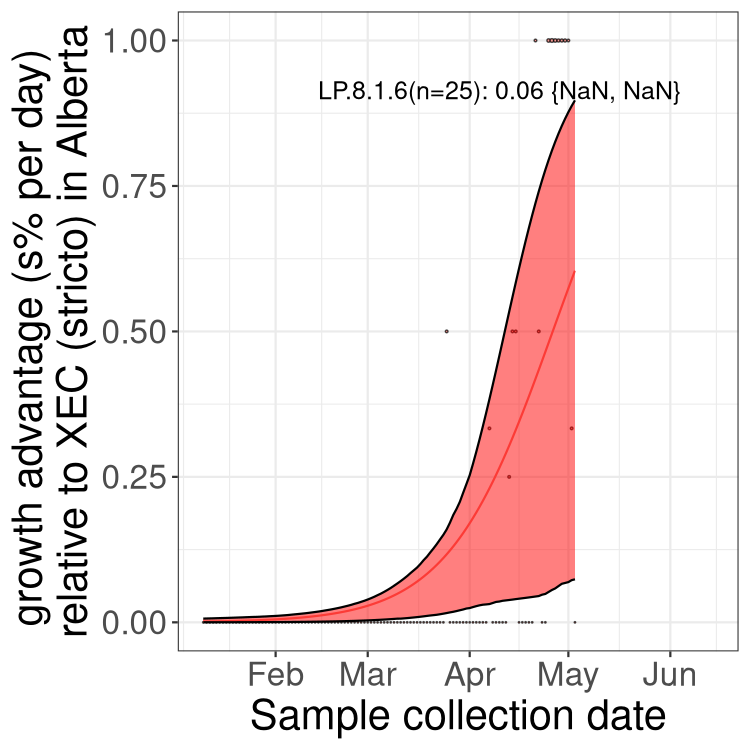 growth advantage (s% per day)
relative to XEC (stricto) in Alberta
1.00
0.75
0.50
0.25
0.00
LP.8.1.6(n=25): 0.06 {NaN, NaN}
Feb Mar Apr May Jun
Sample collection date